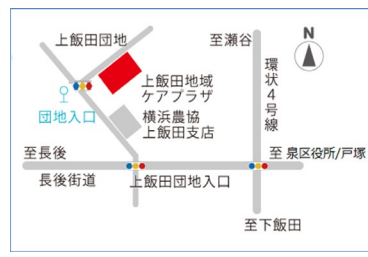 上飯田団地
至瀬谷
N
環状4号線
上飯田地域
ケアプラザ
団地入口
横浜農協
上飯田支店
至長後
至 泉区役所/戸塚
長後街道
上飯田団地入口
至下飯田